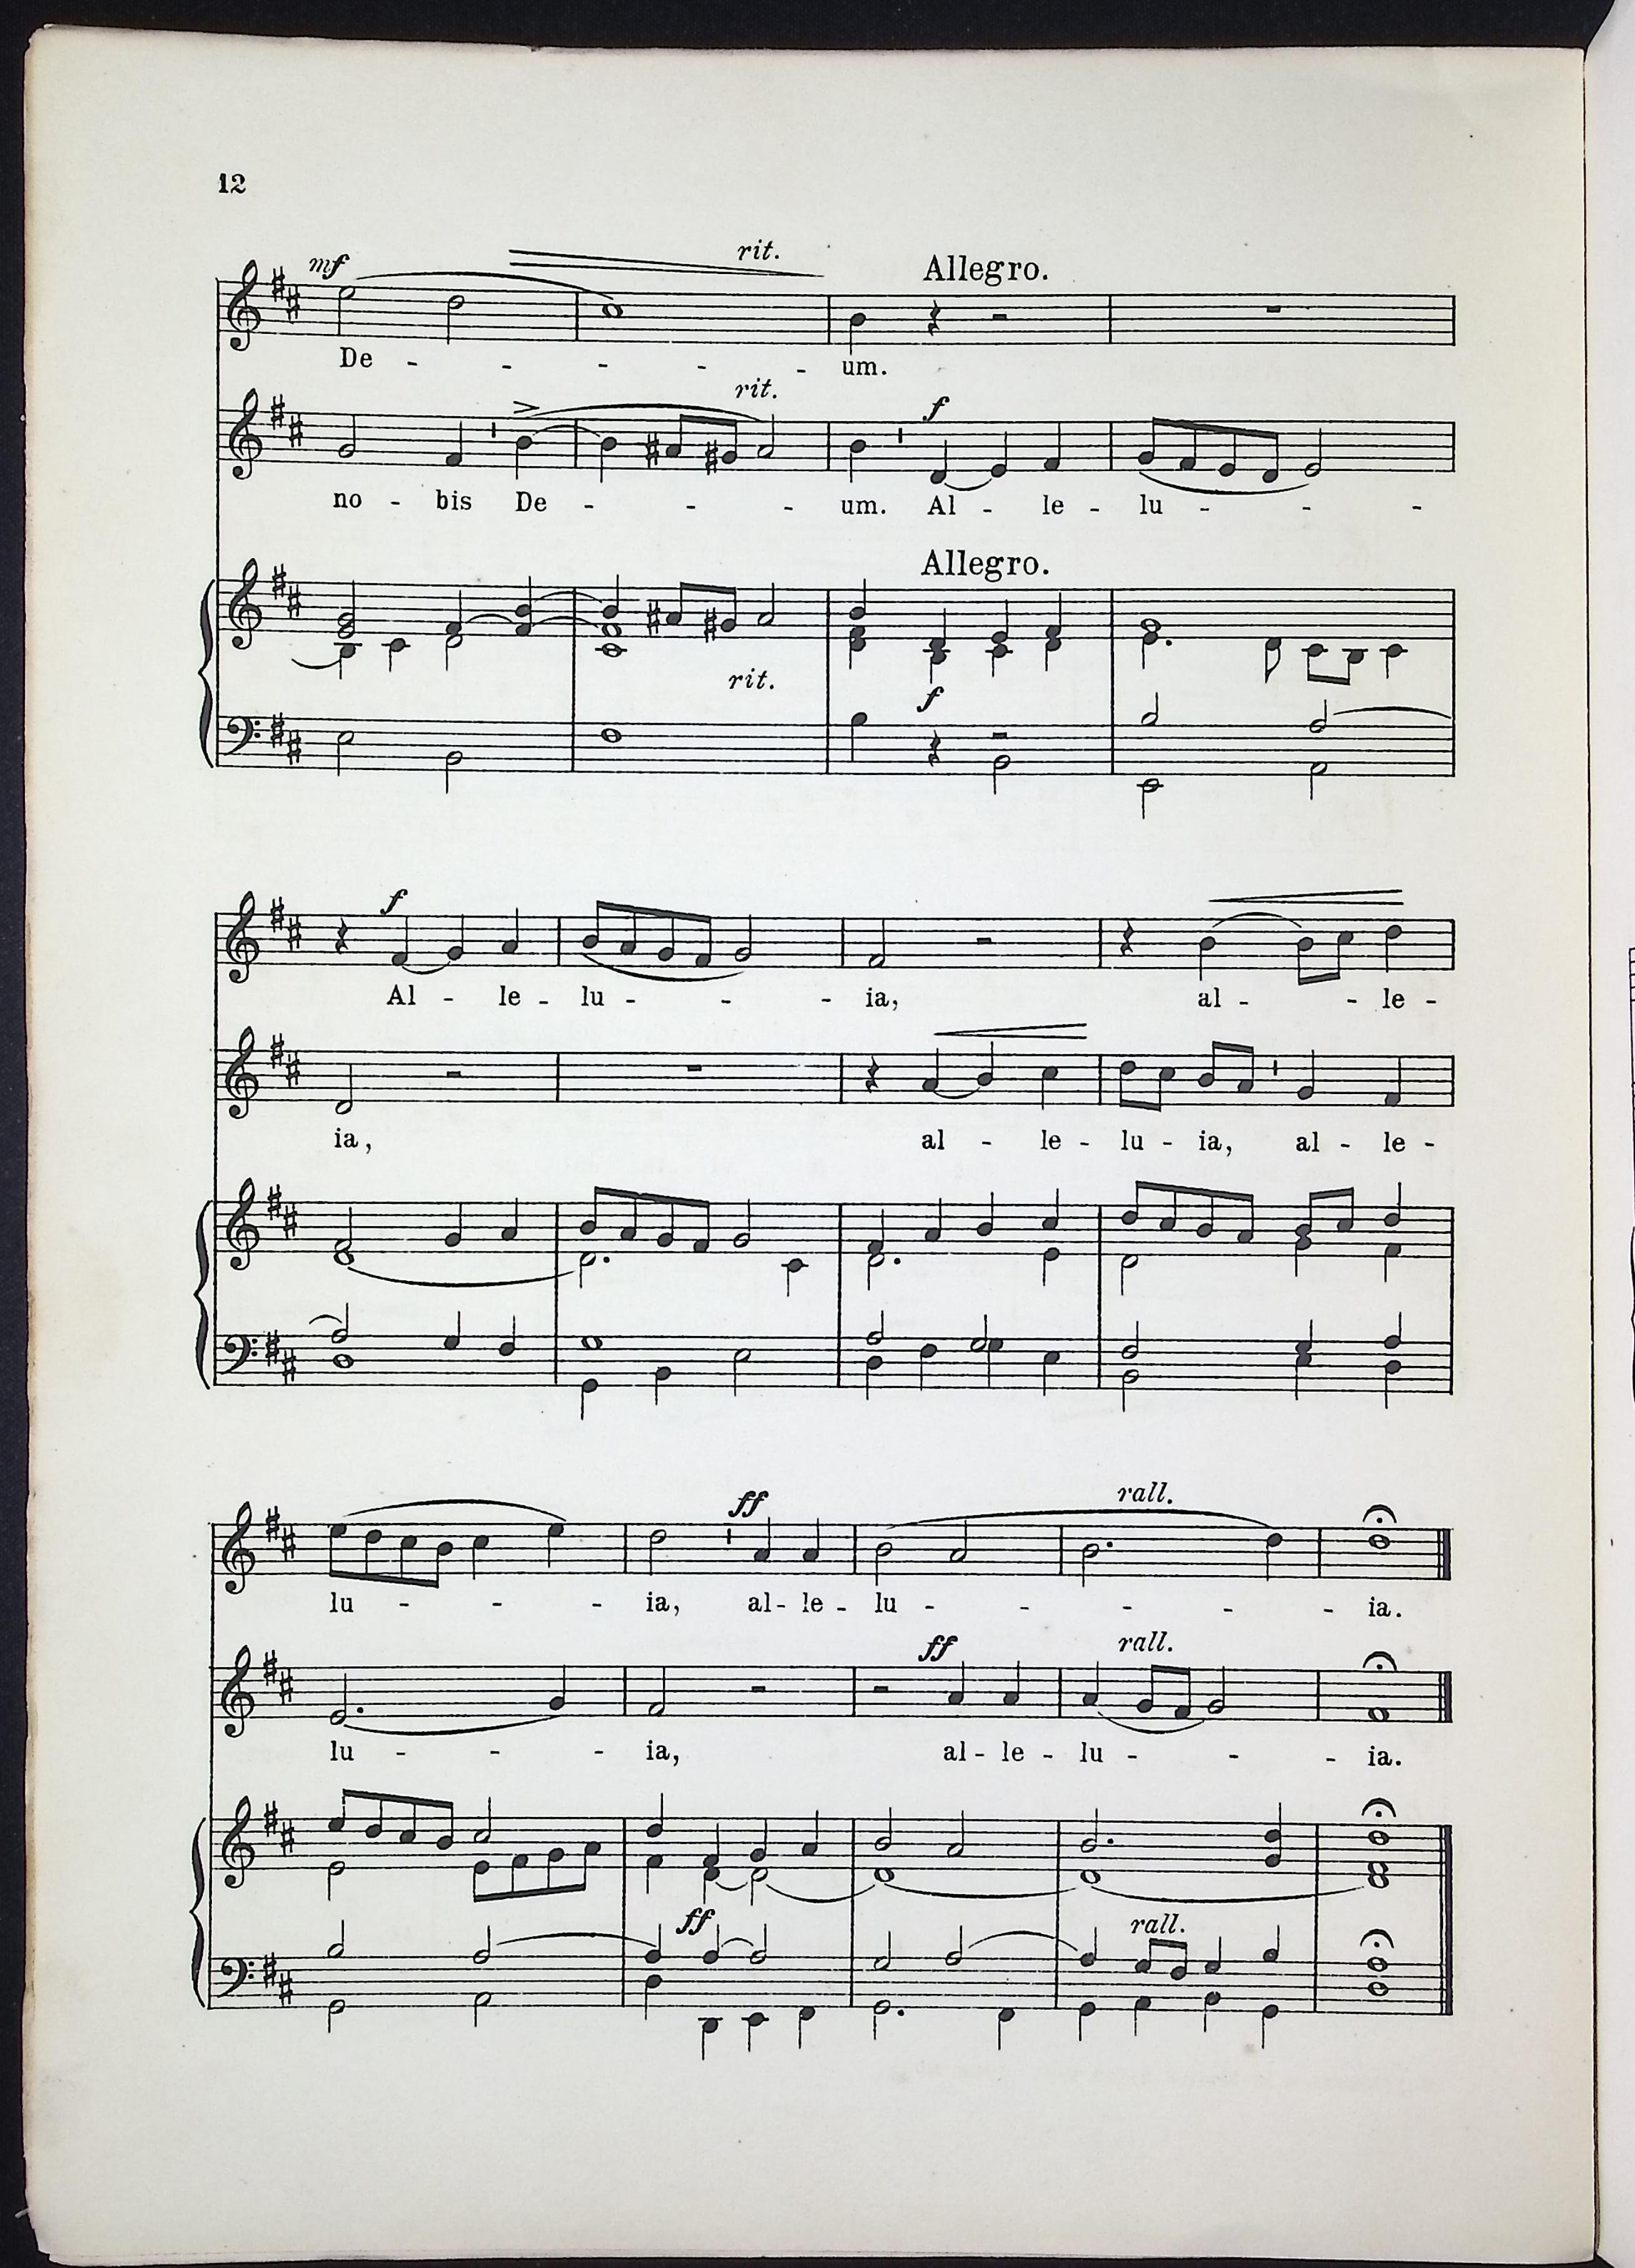 12
mf rit. Allegro.
De - - - - - um.
rit. f
no - bis De - - - um. Al - le - lu - - -
Allegro.
rit. f
f
Al - le - lu - - - ia, al - - le -
ia, al - le - lu - ia, al - le -
ff rall.
lu - - - ia, al - le - lu - - - - - ia.
ff rall.
lu - - - ia, al - le - lu - - - ia.
ff rall.